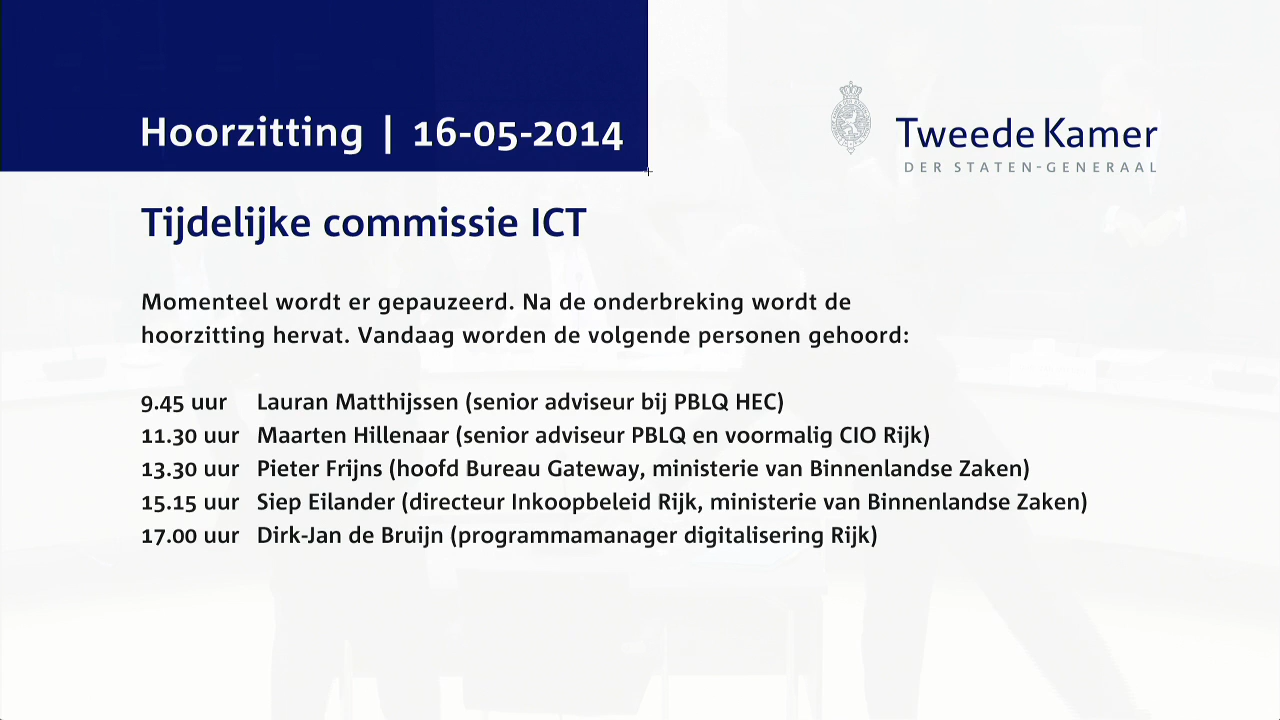 Hoorzitting | 16-05-2014
Tweede Kamer
DER STATEN-GENERAAL
Tijdelijke commissie ICT
Momenteel wordt er gepauzeerd. Na de onderbreking wordt de
hoorzitting hervat. Vandaag worden de volgende personen gehoord:
9.45 uur Lauran Matthijssen (senior adviseur bij PBLQ HEC)
11.30 uur Maarten Hillenaar (senior adviseur PBLQ en voormalig CIO Rijk)
13.30 uur Pieter Frijns (hoofd Bureau Gateway, ministerie van Binnenlandse Zaken)
15.15 uur Siep Eilander (directeur Inkoopbeleid Rijk, ministerie van Binnenlandse Zaken)
17.00 uur Dirk-Jan de Bruijn (programmamanager digitalisering Rijk)